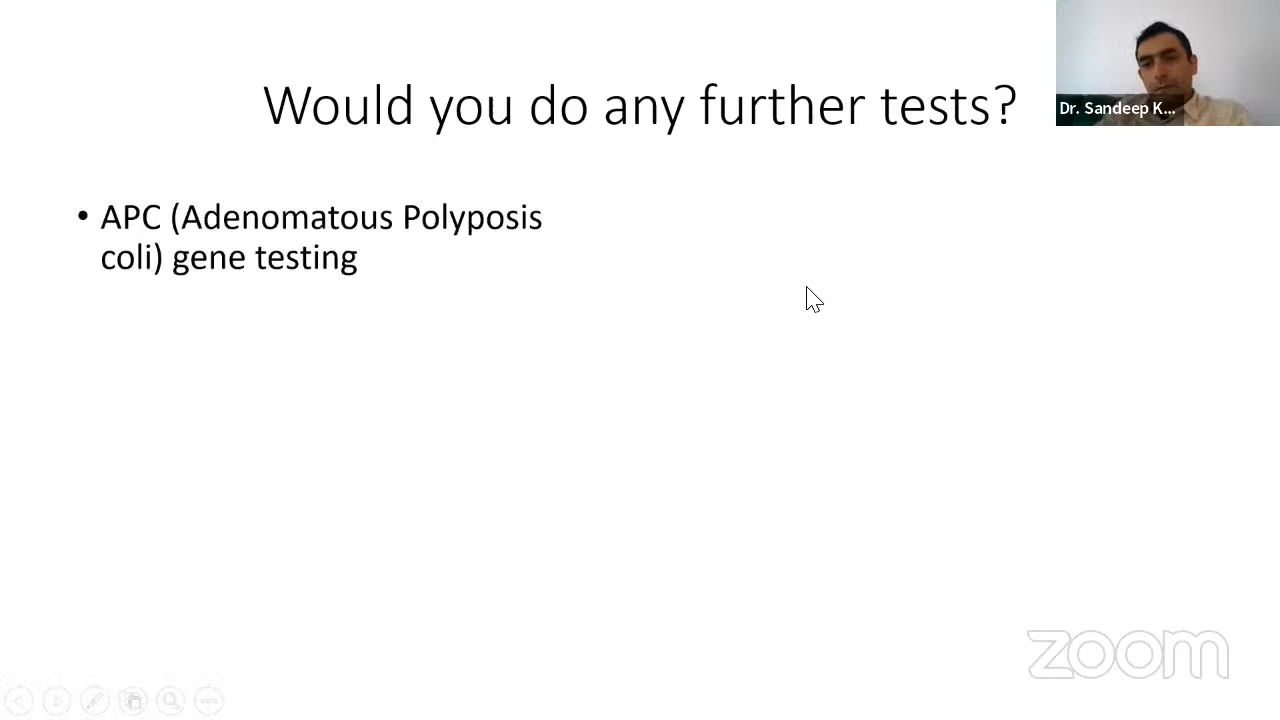 Would you do any further tests?
Dr. Sandeep K...
• APC (Adenomatous Polyposis
coli) gene testing
zoom